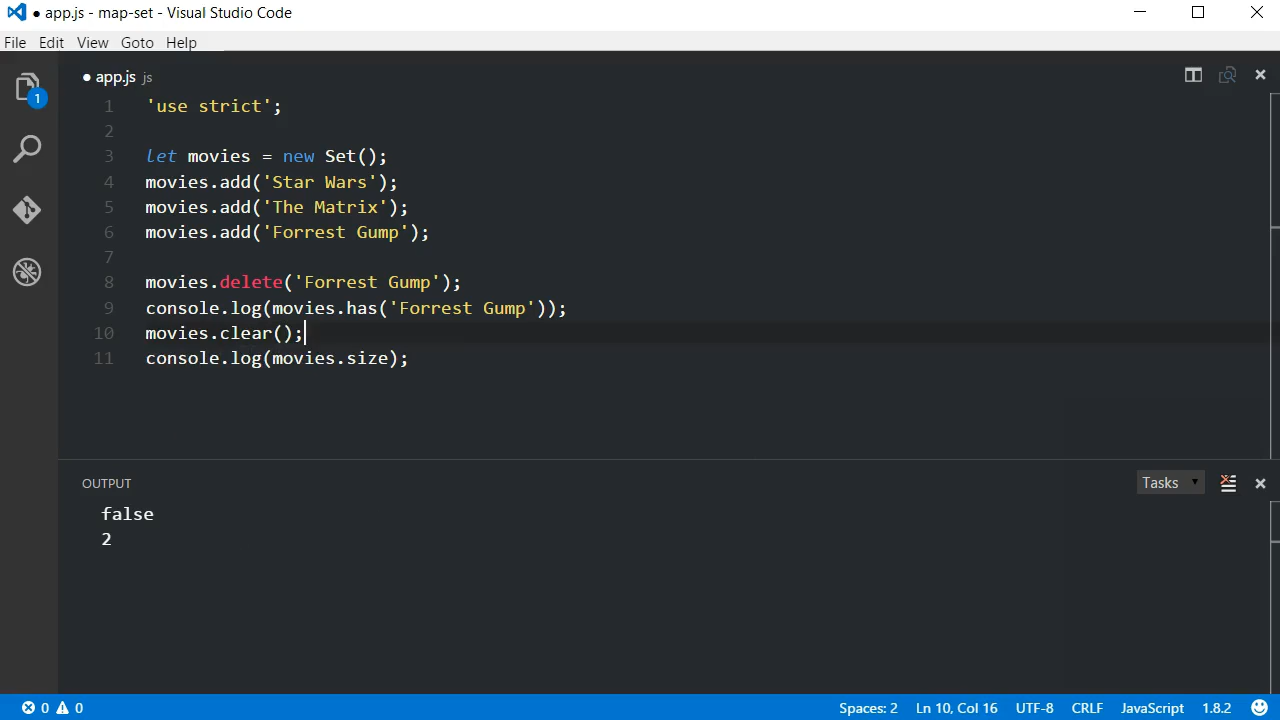 ● app.js - map-set - Visual Studio Code
File Edit View Goto Help
1
● app.js js
1 'use strict';
2
3 let movies = new Set();
4 movies.add('Star Wars');
5 movies.add('The Matrix');
6 movies.add('Forrest Gump');
7
8 movies.delete('Forrest Gump');
9 console.log(movies.has('Forrest Gump'));
10 movies.clear();
11 console.log(movies.size);
OUTPUT Tasks
false
2
0 0 Spaces: 2 Ln 10, Col 16 UTF-8 CRLF JavaScript 1.8.2